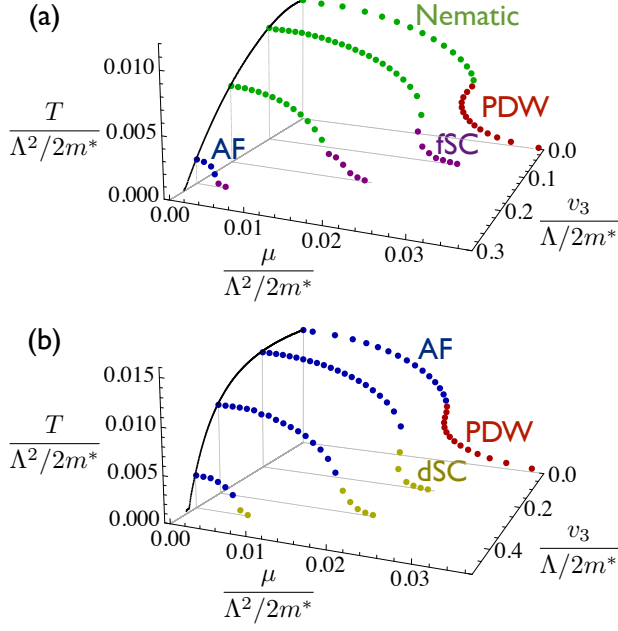 (a)
Nematic
0.010
PDW
T
Λ²/2m*
0.005
AF
fSC
0.0
0.000
0.1
0.00
0.2
v₃
Λ/2m*
0.01
0.3
0.02
μ
Λ²/2m*
0.03
(b)
AF
0.015
T
Λ²/2m*
0.010
PDW
0.005
dSC
0.0
0.000
0.2
0.00
v₃
Λ/2m*
0.01
0.4
0.02
μ
Λ²/2m*
0.03